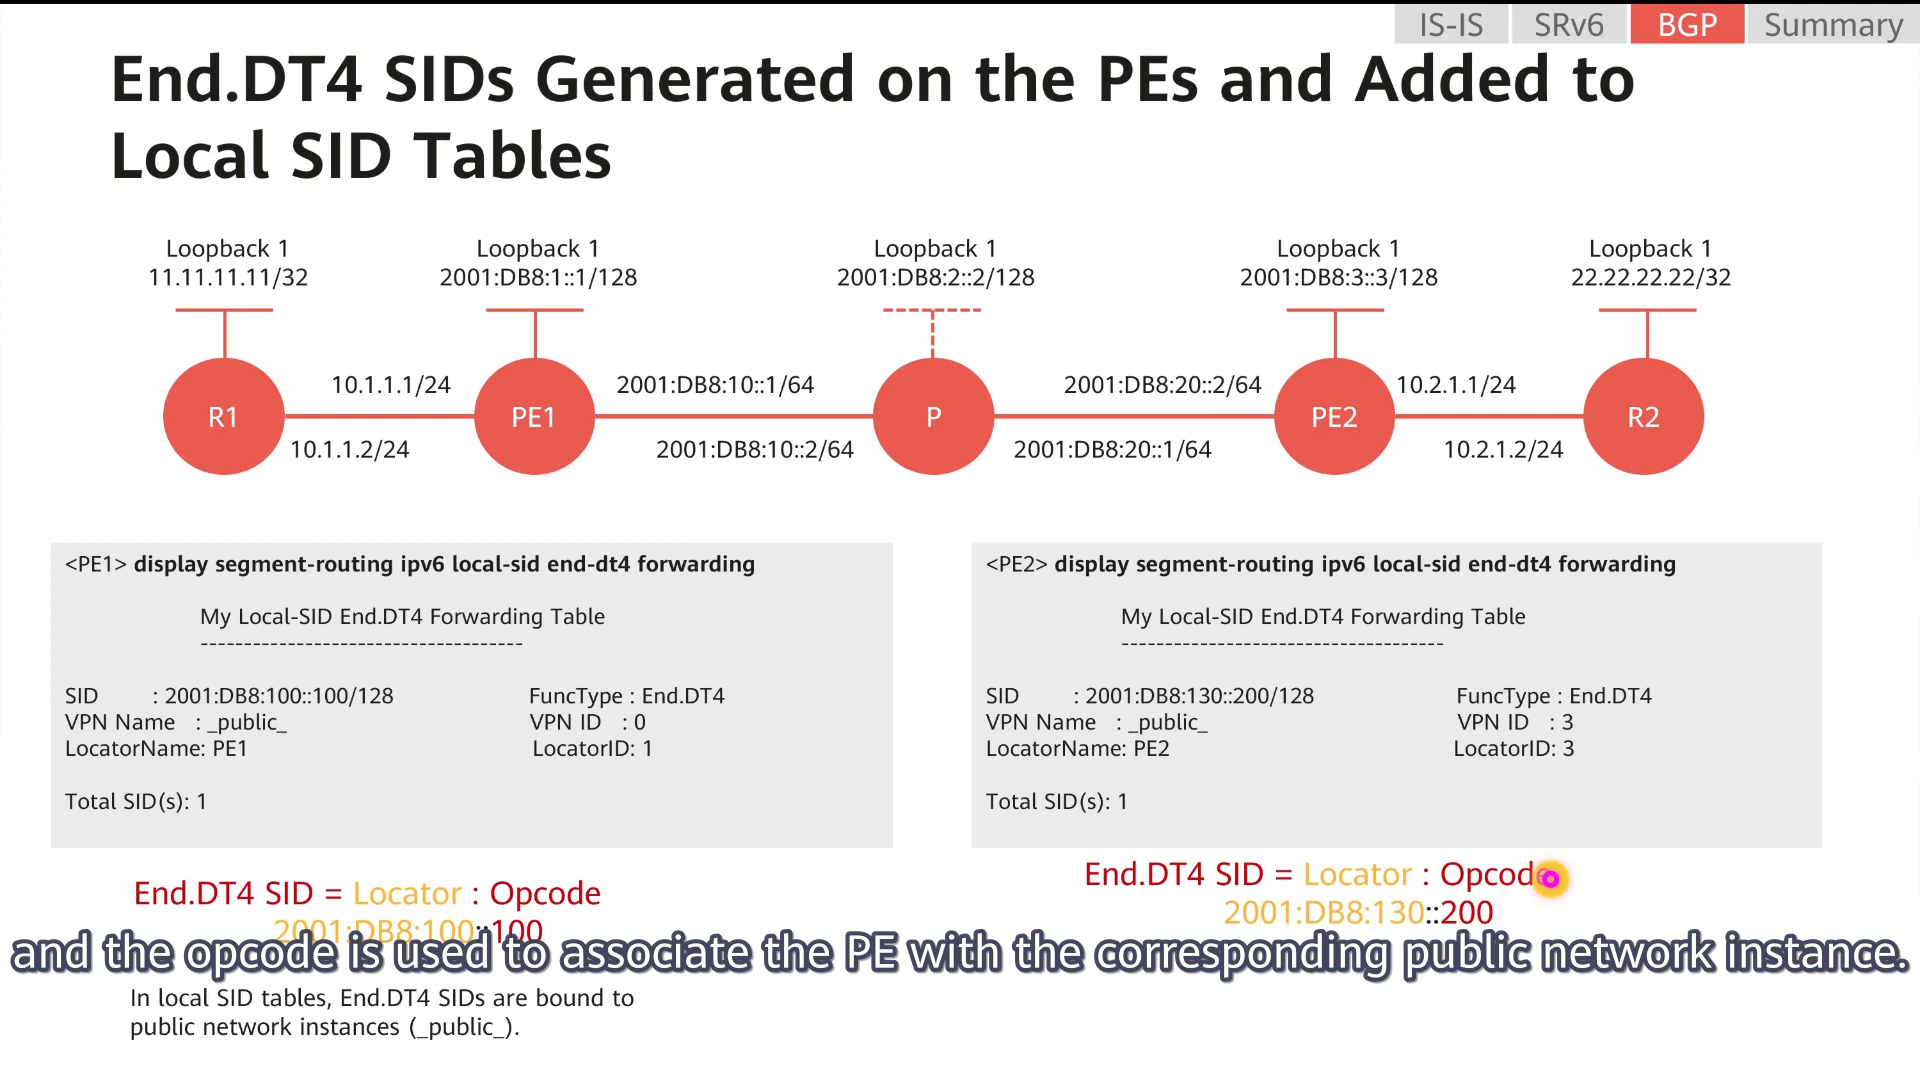 IS-IS SRv6 BGP Summary
End.DT4 SIDs Generated on the PEs and Added to
Local SID Tables
Loopback 1 Loopback 1 Loopback 1 Loopback 1 Loopback 1
11.11.11.11/32 2001:DB8:1::1/128 2001:DB8:2::2/128 2001:DB8:3::3/128 22.22.22.22/32
10.1.1.1/24 2001:DB8:10::1/64 2001:DB8:20::2/64 10.2.1.1/24
R1 PE1 P PE2 R2
10.1.1.2/24 2001:DB8:10::2/64 2001:DB8:20::1/64 10.2.1.2/24
<PE1> display segment-routing ipv6 local-sid end-dt4 forwarding
My Local-SID End.DT4 Forwarding Table
-------------------------------------
SID : 2001:DB8:100::100/128 FuncType : End.DT4
VPN Name : _public_ VPN ID : 0
LocatorName: PE1 LocatorID: 1
Total SID(s): 1
<PE2> display segment-routing ipv6 local-sid end-dt4 forwarding
My Local-SID End.DT4 Forwarding Table
-------------------------------------
SID : 2001:DB8:130::200/128 FuncType : End.DT4
VPN Name : _public_ VPN ID : 3
LocatorName: PE2 LocatorID: 3
Total SID(s): 1
End.DT4 SID = Locator : Opcode
2001:DB8:100::100
End.DT4 SID = Locator : Opcode
2001:DB8:130::200
and the opcode is used to associate the PE with the corresponding public network instance.
In local SID tables, End.DT4 SIDs are bound to
public network instances (_public_).